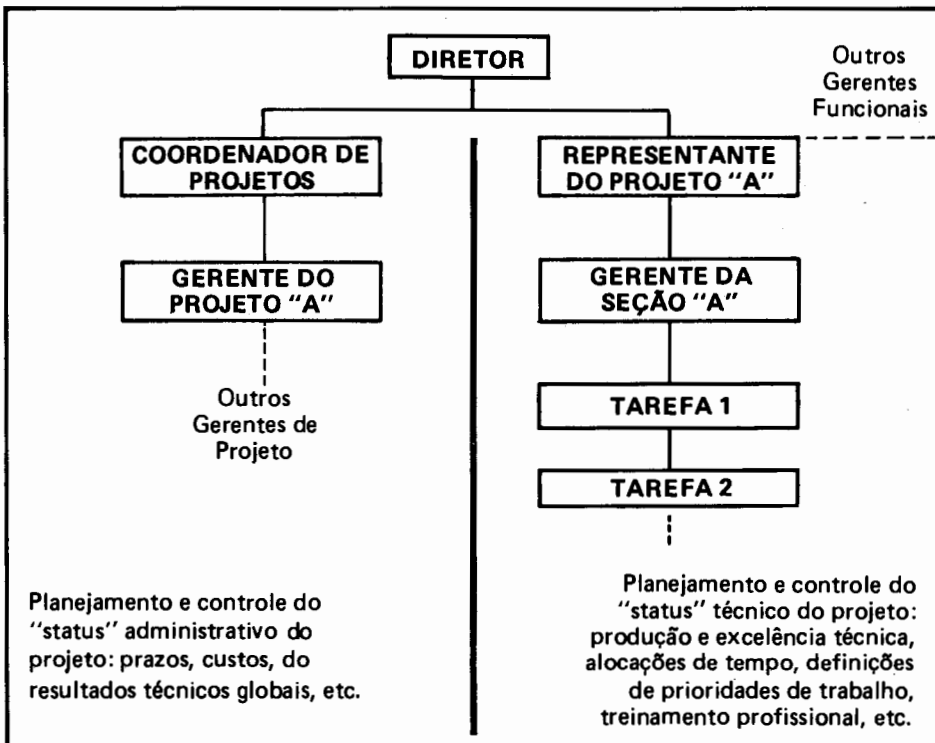 DIRETOR
Outros
Gerentes
Funcionais
COORDENADOR DE
PROJETOS
REPRESENTANTE
DO PROJETO "A"
GERENTE DO
PROJETO "A"
GERENTE DA
SEÇÃO "A"
Outros
Gerentes de
Projeto
TAREFA 1
TAREFA 2
Planejamento e controle do
"status" administrativo do
projeto: prazos, custos, do
resultados técnicos globais, etc.
Planejamento e controle do
"status" técnico do projeto:
produção e excelência técnica,
alocações de tempo, definições
de prioridades de trabalho,
treinamento profissional, etc.